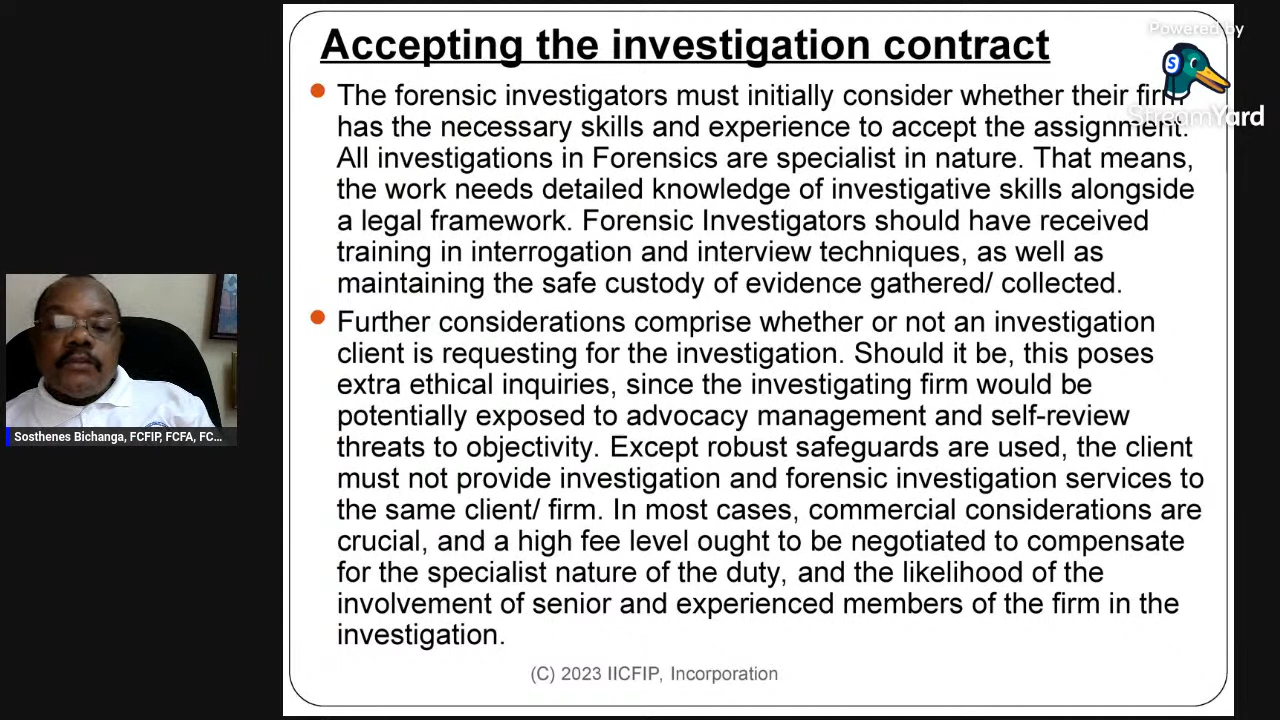 Accepting the investigation contract
The forensic investigators must initially consider whether their firm
has the necessary skills and experience to accept the assignment.
All investigations in Forensics are specialist in nature. That means,
the work needs detailed knowledge of investigative skills alongside
a legal framework. Forensic Investigators should have received
training in interrogation and interview techniques, as well as
maintaining the safe custody of evidence gathered/ collected.
Further considerations comprise whether or not an investigation
client is requesting for the investigation. Should it be, this poses
extra ethical inquiries, since the investigating firm would be
potentially exposed to advocacy management and self-review
threats to objectivity. Except robust safeguards are used, the client
must not provide investigation and forensic investigation services to
the same client/ firm. In most cases, commercial considerations are
crucial, and a high fee level ought to be negotiated to compensate
for the specialist nature of the duty, and the likelihood of the
involvement of senior and experienced members of the firm in the
investigation.
(C) 2023 IICFIP, Incorporation
Powered by
S
StreamYard
Sosthenes Bichanga, FCFIP, FCFA, FC...